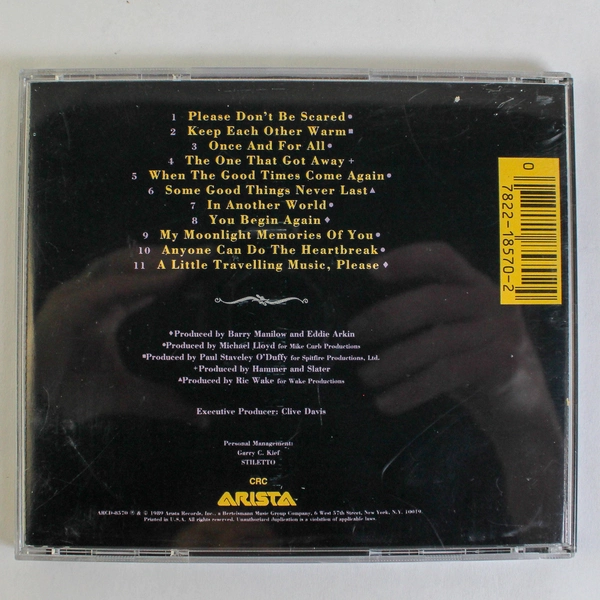 1 Please Don't Be Scared●
2 Keep Each Other Warm■
3 Once And For All●
4 The One That Got Away+
5 When The Good Times Come Again●
6 Some Good Things Never Last▲
7 In Another World●
8 You Begin Again♦
9 My Moonlight Memories Of You●
10 Anyone Can Do The Heartbreak●
11 A Little Travelling Music, Please♦
♦Produced by Barry Manilow and Eddie Arkin
●Produced by Michael Lloyd for Mike Curb Productions
■Produced by Paul Staveley O'Duffy for Spitfire Productions, Ltd.
+Produced by Hammer and Slater
▲Produced by Ric Wake for Wake Productions
Executive Producer: Clive Davis
Personal Management:
Garry C. Kief
STILETTO
CRC
ARISTA
ARCD-8570 ℗ & © 1989 Arista Records, Inc., a Bertelsmann Music Group Company, 6 West 57th Street, New York, N.Y. 10019.
Printed in U.S.A. All rights reserved. Unauthorized duplication is a violation of applicable laws.
0
7822-18570-2